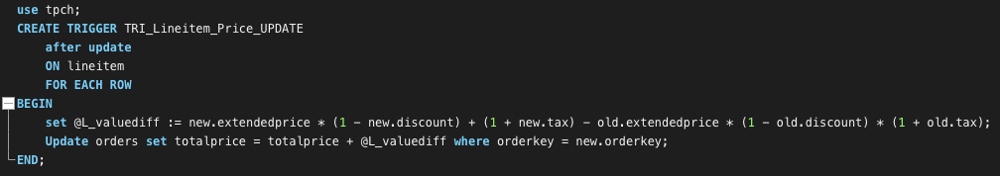 use tpch;
CREATE TRIGGER TRI_Lineitem_Price_UPDATE
after update
ON lineitem
FOR EACH ROW
BEGIN
set @L_valuediff := new.extendedprice * (1 - new.discount) + (1 + new.tax) - old.extendedprice * (1 - old.discount) * (1 + old.tax);
Update orders set totalprice = totalprice + @L_valuediff where orderkey = new.orderkey;
END;